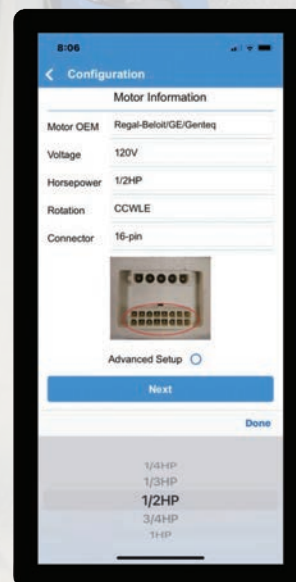 8:06
Configuration
Motor Information
Motor OEM Regal-Beloit/GE/Genteq
Voltage 120V
Horsepower 1/2HP
Rotation CCWLE
Connector 16-pin
Advanced Setup
Next
Done
1/4HP
1/3HP
1/2HP
3/4HP
1HP